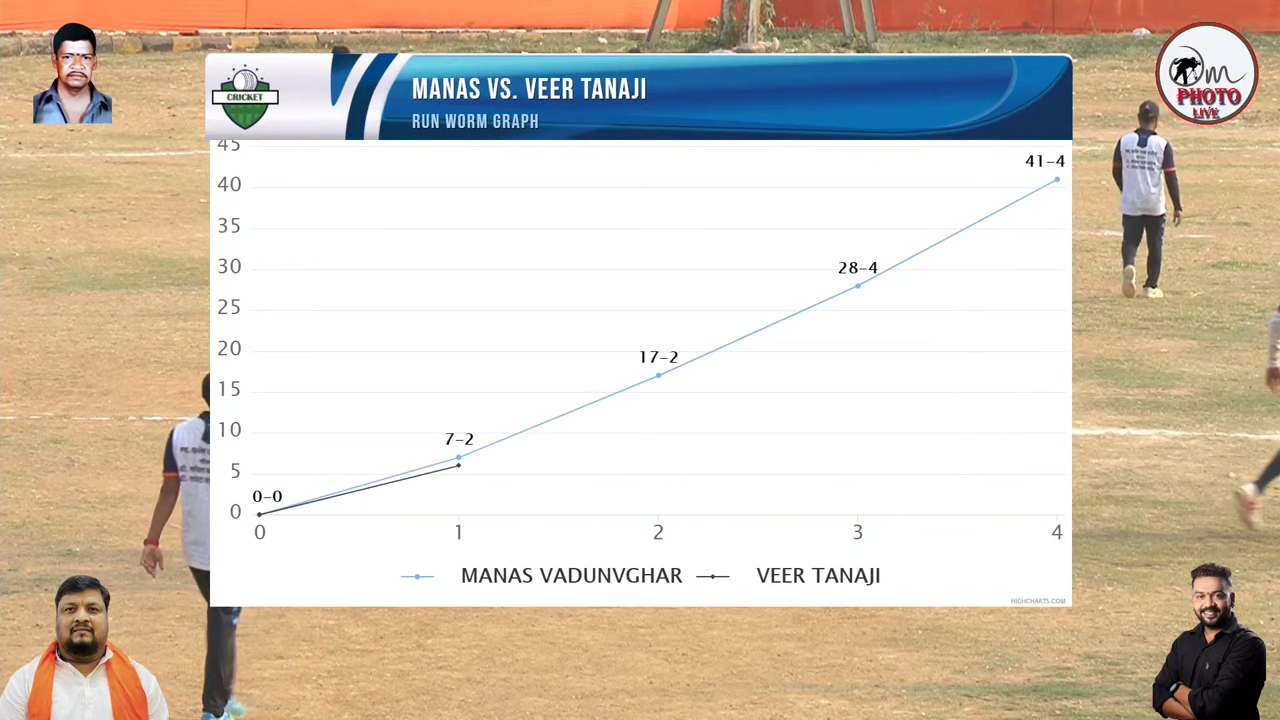 CRICKET
MANAS VS. VEER TANAJI
RUN WORM GRAPH
Om
PHOTO
LIVE
45
40
35
30
25
20
15
10
5
0
41-4
28-4
17-2
7-2
0-0
0 1 2 3 4
MANAS VADUNVGHAR VEER TANAJI
HIGHCHARTS.COM